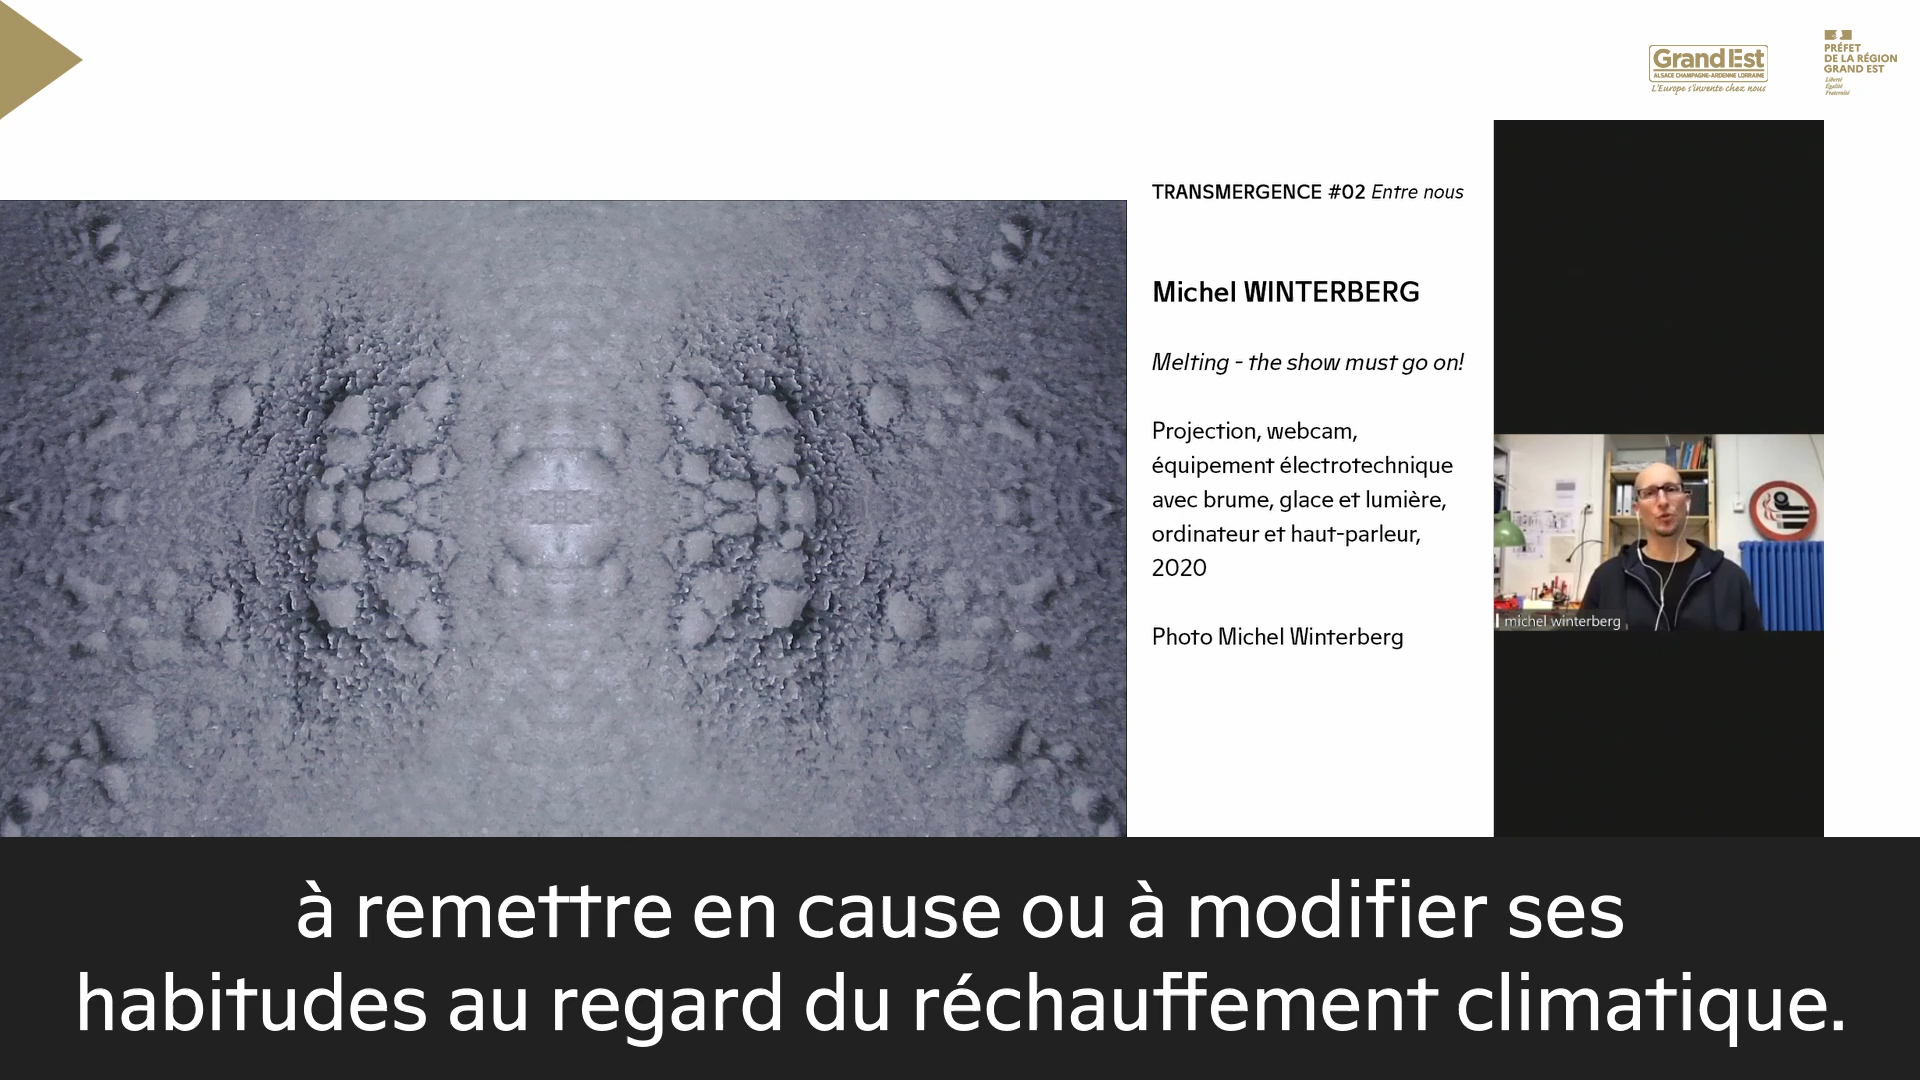 Grand Est
ALSACE CHAMPAGNE-ARDENNE LORRAINE
L'Europe s'invente chez nous
PRÉFET
DE LA RÉGION
GRAND EST
Liberté
Égalité
Fraternité
TRANSMERGENCE #02 Entre nous
Michel WINTERBERG
Melting - the show must go on!
Projection, webcam,
équipement électrotechnique
avec brume, glace et lumière,
ordinateur et haut-parleur,
2020
Photo Michel Winterberg
michel winterberg
à remettre en cause ou à modifier ses
habitudes au regard du réchauffement climatique.